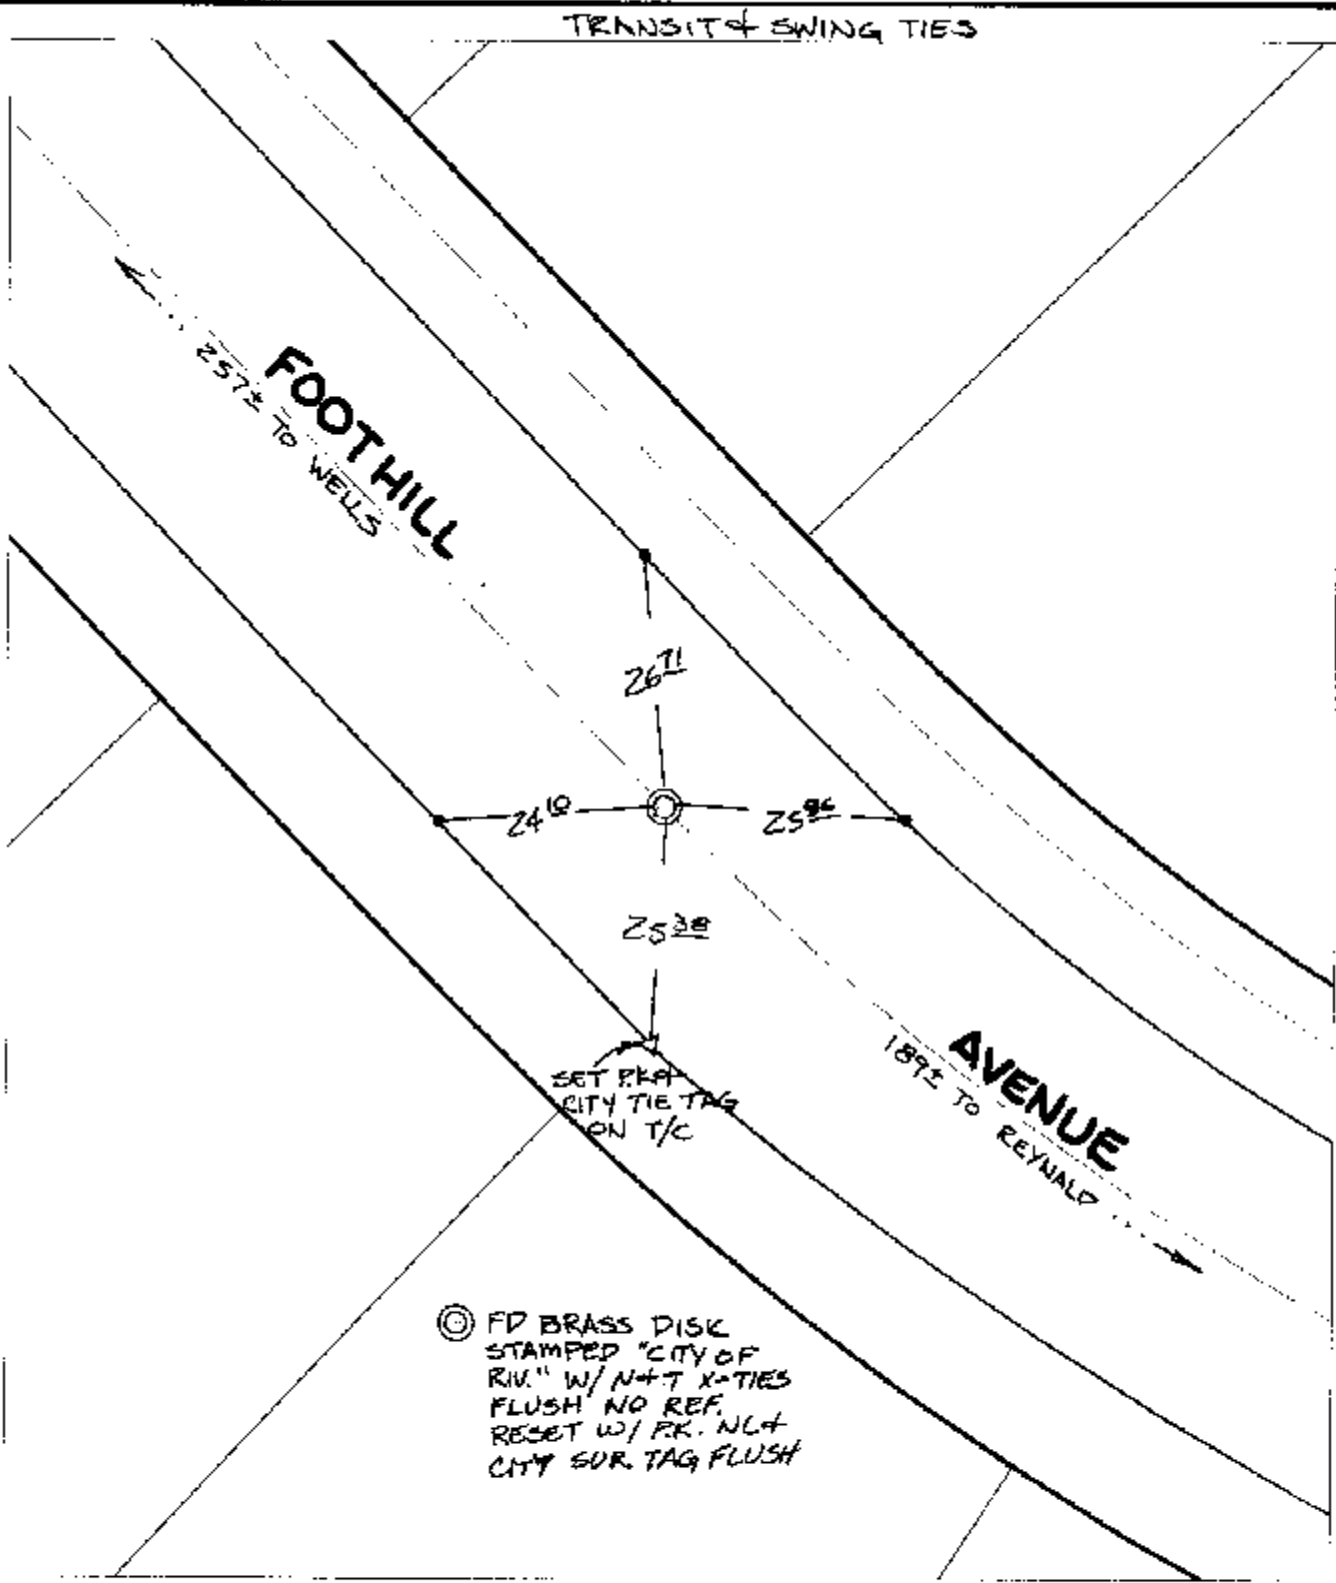 TRANSIT & SWING TIES
FOOTHILL
257± TO WELLS
26 71
24 10
25
25 38
SET P.K.&
CITY TIE TAG
ON T/C
AVENUE
189± TO REYNALD
FD BRASS DISK
STAMPED "CITY OF
RIV." W/ N&T X-TIES
FLUSH NO REF.
RESET W/ P.K. NL &
CITY SUR. TAG FLUSH